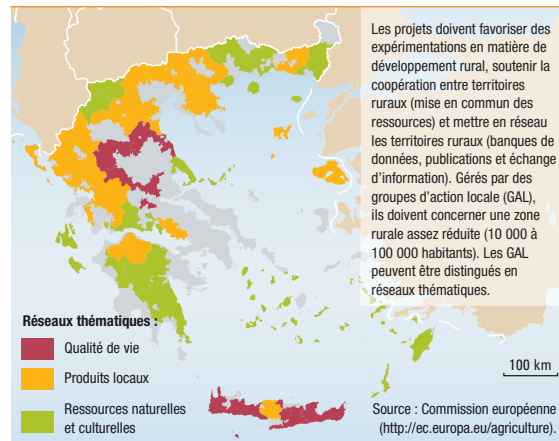 Les projets doivent favoriser des
expérimentations en matière de
développement rural, soutenir la
coopération entre territoires
ruraux (mise en commun des
ressources) et mettre en réseau
les territoires ruraux (banques de
données, publications et échange
d’information). Gérés par des
groupes d’action locale (GAL),
ils doivent concerner une zone
rurale assez réduite (10 000 à
100 000 habitants). Les GAL
peuvent être distingués en
réseaux thématiques.
Réseaux thématiques :
Qualité de vie
Produits locaux
Ressources naturelles
et culturelles
100 km
Source : Commission européenne
(http://ec.europa.eu/agriculture).